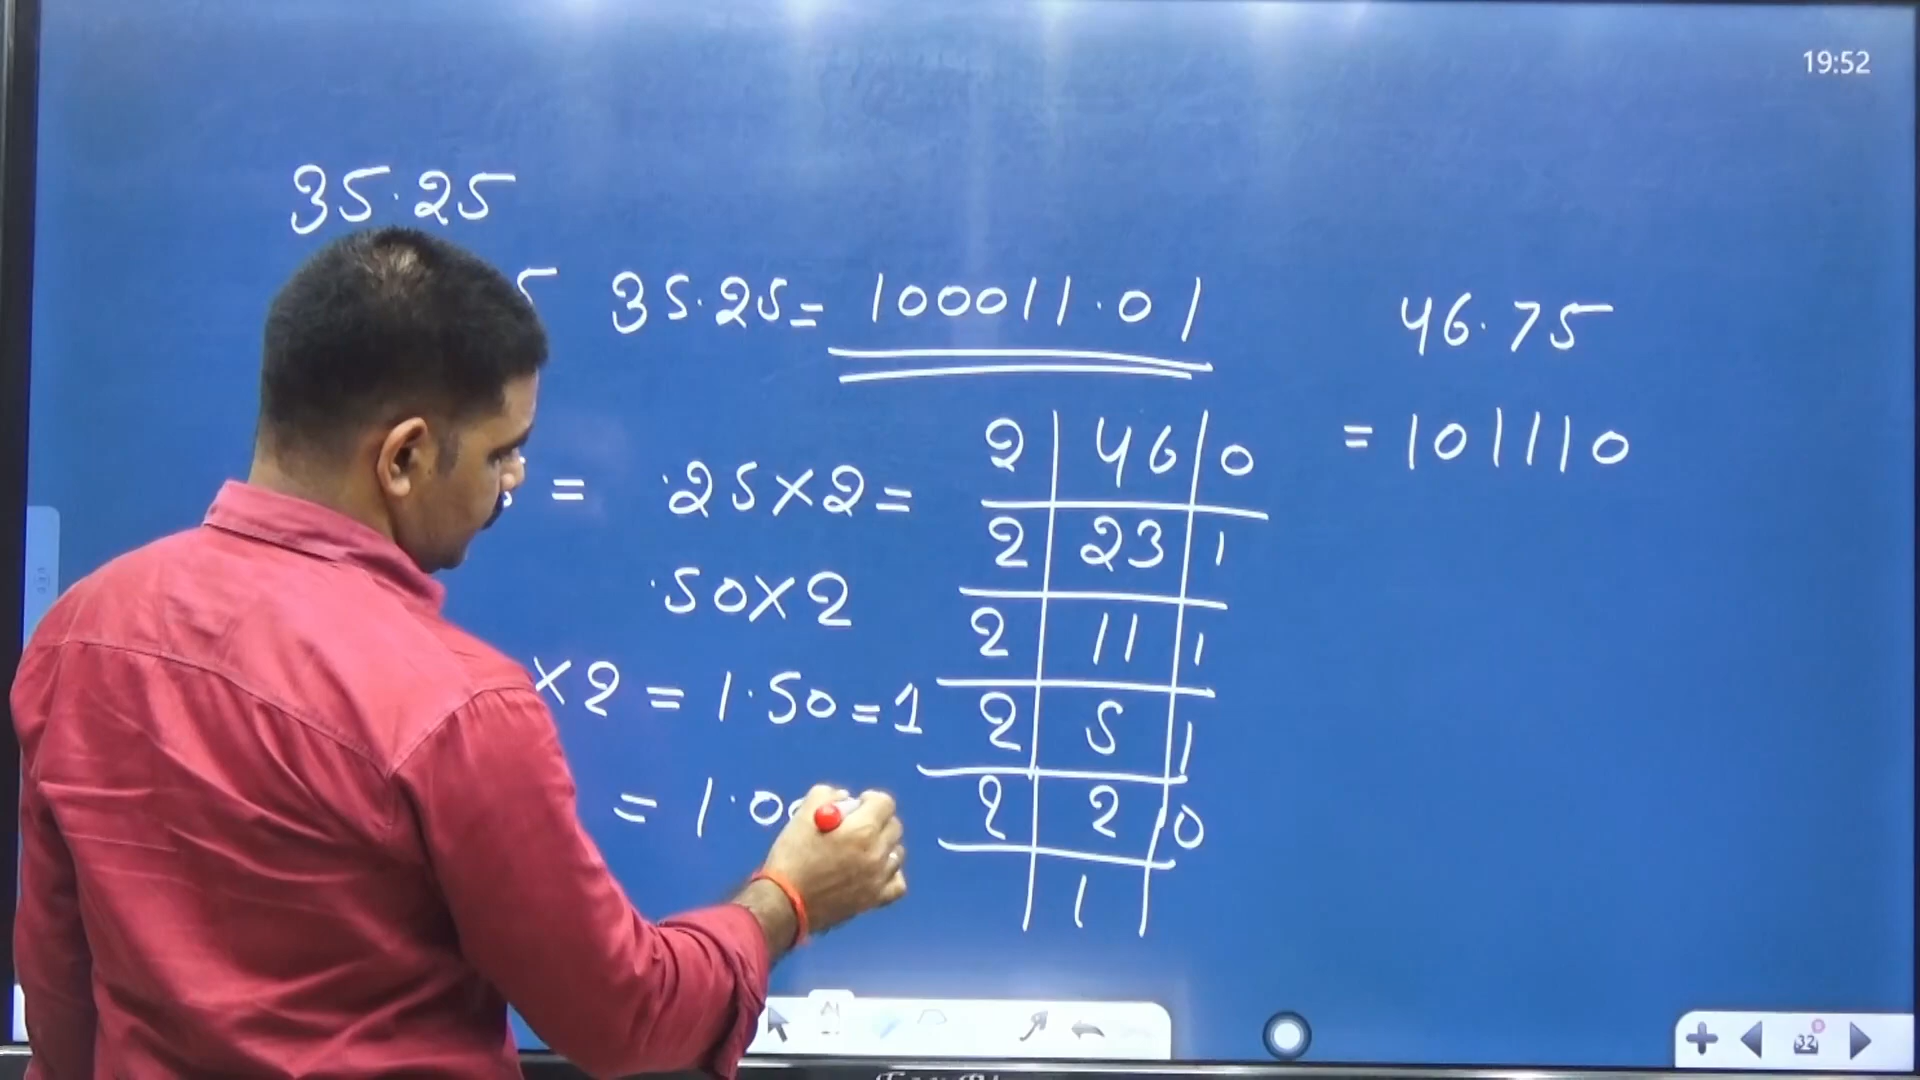 19:52
35.25
35.25= 100011.01
46.75
= 101110
= .25×2=
.50×2
×2 = 1.50=1
= 1.0
2 46 0
2 23 1
2 11 1
2 5 1
2 2 0
1
32